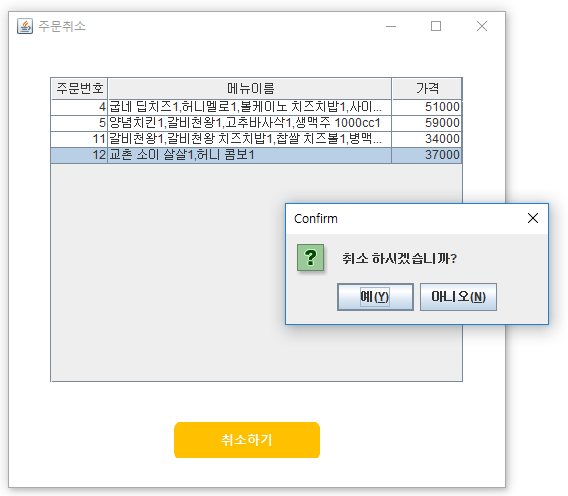 주문취소
주문번호 메뉴이름 가격
4 굽네 딥치즈1,허니멜로1,볼케이노 치즈치밥1,사이... 51000
5 양념치킨1,갈비천왕1,고추바사삭1,생맥주 1000cc1 59000
11 갈비천왕1,갈비천왕 치즈치밥1,찹쌀 치즈볼1,병맥... 34000
12 교촌 소이 살살1,허니 콤보1 37000
Confirm
취소 하시겠습니까?
예(Y) 아니오(N)
취소하기